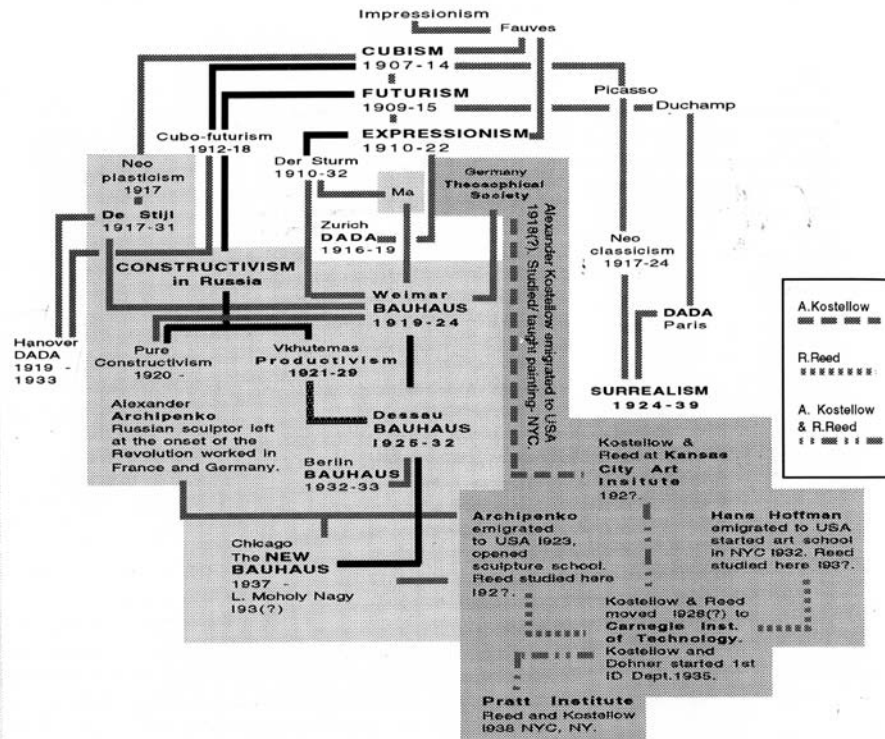 Impressionism
Fauves
CUBISM
1907-14
FUTURISM
1909-15
Picasso
Duchamp
EXPRESSIONISM
1910-22
Cubo-futurism
1912-18
Neo
plasticism
1917
Der Sturm
1910-32
Germany
Theosophical
Society
Ma
De Stijl
1917-31
Zurich
DADA
1916-19
Alexander Kostellow emigrated to USA
1918(?). Studied/ taught painting- NYC.
Neo
classicism
1917-24
CONSTRUCTIVISM
in Russia
Weimar
BAUHAUS
1919-24
DADA
Paris
Hanover
DADA
1919 -
1933
Pure
Constructivism
1920 -
Vkhutemas
Productivism
1921-29
SURREALISM
1924-39
A.Kostellow
R.Reed
A. Kostellow
& R.Reed
Alexander
Archipenko
Russian sculptor left
at the onset of the
Revolution worked in
France and Germany.
Dessau
BAUHAUS
I925-32
Berlin
BAUHAUS
1932-33
Kostellow &
Reed at Kansas
City Art
Insitute
192?.
Chicago
The NEW
BAUHAUS
1937 -
L. Moholy Nagy
I93(?)
Archipenko
emigrated
to USA I923,
opened
sculpture school.
Reed studied here
I92?.
Hans Hoffman
emigrated to USA
started art school
in NYC I932. Reed
studied here I93?.
Kostellow & Reed
moved I928(?) to
Carnegie Inst.
of Technology.
Kostellow and
Dohner started 1st
ID Dept.1935.
Pratt Institute
Reed and Kostellow
I938 NYC, NY.